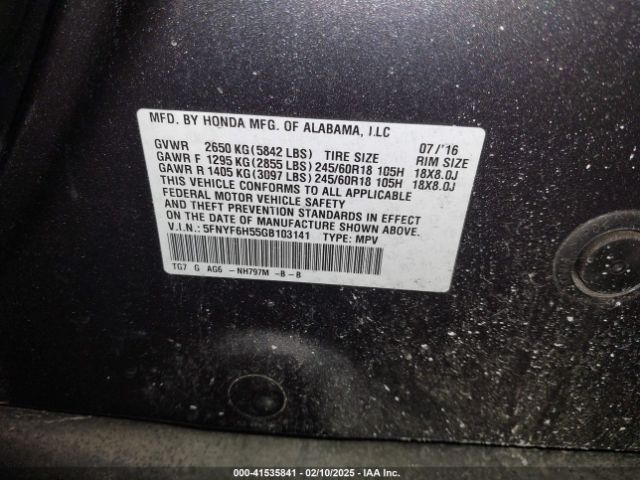 MFD. BY HONDA MFG. OF ALABAMA, LLC
GVWR 2650 KG(5842 LBS) TIRE SIZE 07/'16 RIM SIZE
GAWR F 1295 KG(2855 LBS) 245/60R18 105H 18X8.0J
GAWR R 1405 KG(3097 LBS) 245/60R18 105H 18X8.0J
THIS VEHICLE CONFORMS TO ALL APPLICABLE
FEDERAL MOTOR VEHICLE SAFETY
AND THEFT PREVENTION STANDARDS IN EFFECT
ON THE DATE OF MANUFACTURE SHOWN ABOVE.
V.I.N.: 5FNYF6H55GB103141 TYPE: MPV
TG7 G AG6 -NH797M -B-B
000-41535841 / 02/10/2025 — IAA Inc.